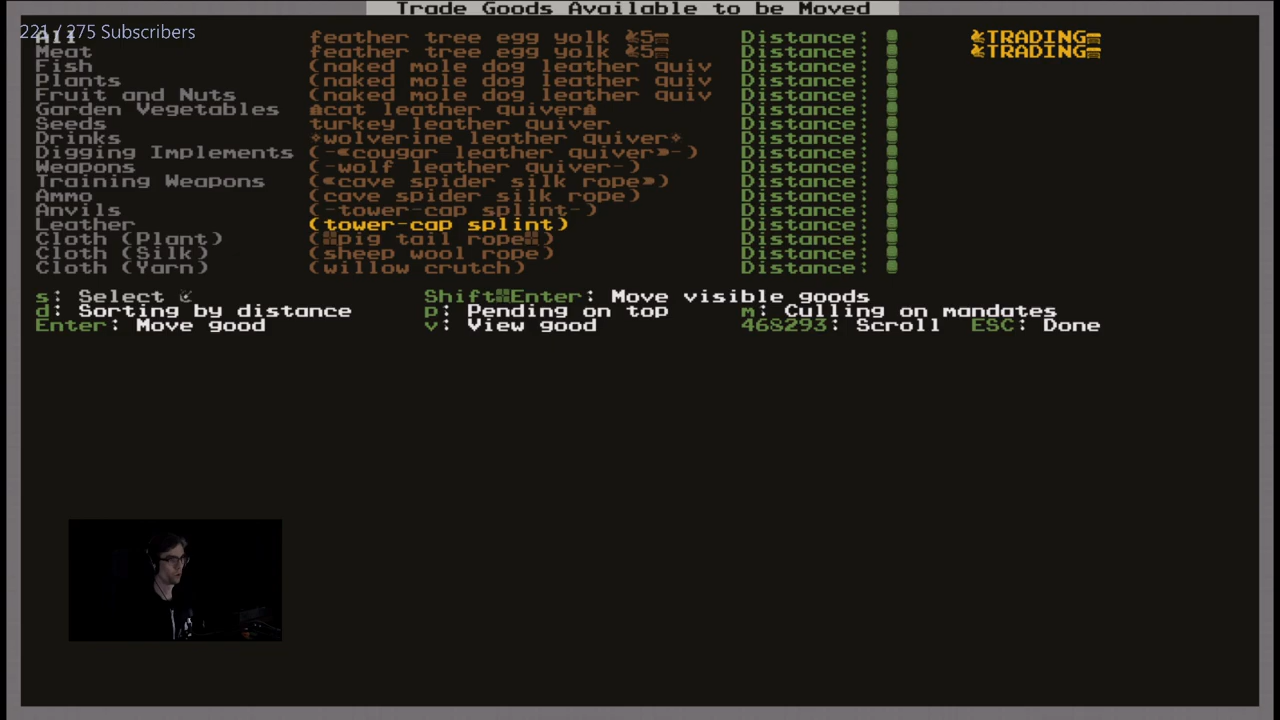 Trade Goods Available to be Moved
221 / 275 Subscribers
All feather tree egg yolk 5 Distance: TRADING
Meat feather tree egg yolk 5 Distance: TRADING
Fish (naked mole dog leather quiv Distance:
Plants (naked mole dog leather quiv Distance:
Fruit and Nuts (naked mole dog leather quiv Distance:
Garden Vegetables cat leather quiver Distance:
Seeds turkey leather quiver Distance:
Drinks wolverine leather quiver Distance:
Digging Implements (-«cougar leather quiver»-) Distance:
Weapons (-wolf leather quiver-) Distance:
Training Weapons («cave spider silk rope») Distance:
Ammo (cave spider silk rope) Distance:
Anvils (-tower-cap splint-) Distance:
Leather (tower-cap splint) Distance:
Cloth (Plant) (pig tail rope) Distance:
Cloth (Silk) (sheep wool rope) Distance:
Cloth (Yarn) (willow crutch) Distance:
s: Select Shift Enter: Move visible goods
d: Sorting by distance p: Pending on top m: Culling on mandates
Enter: Move good v: View good 468293: Scroll ESC: Done